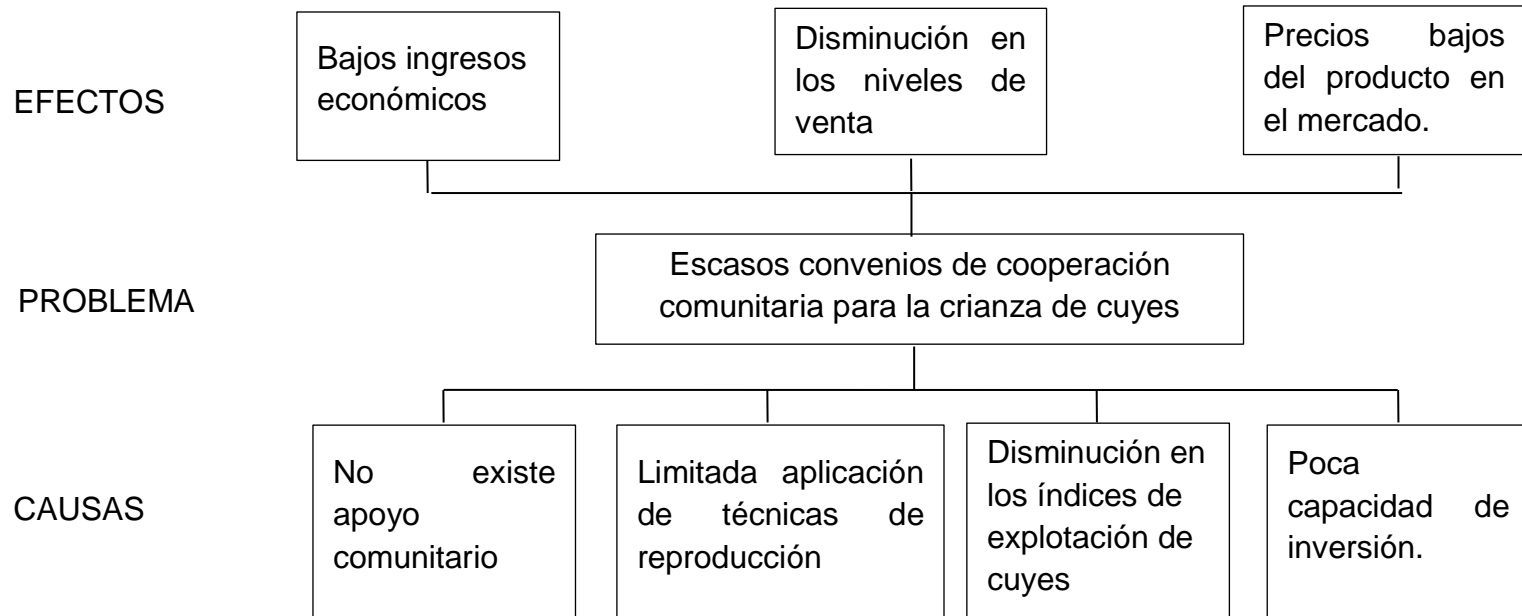 EFECTOS
Bajos ingresos
económicos
Disminución en
los niveles de
venta
Precios bajos
del producto en
el mercado.
PROBLEMA
Escasos convenios de cooperación
comunitaria para la crianza de cuyes
CAUSAS
No existe
apoyo
comunitario
Limitada aplicación
de técnicas de
reproducción
Disminución en
los índices de
explotación de
cuyes
Poca
capacidad de
inversión.